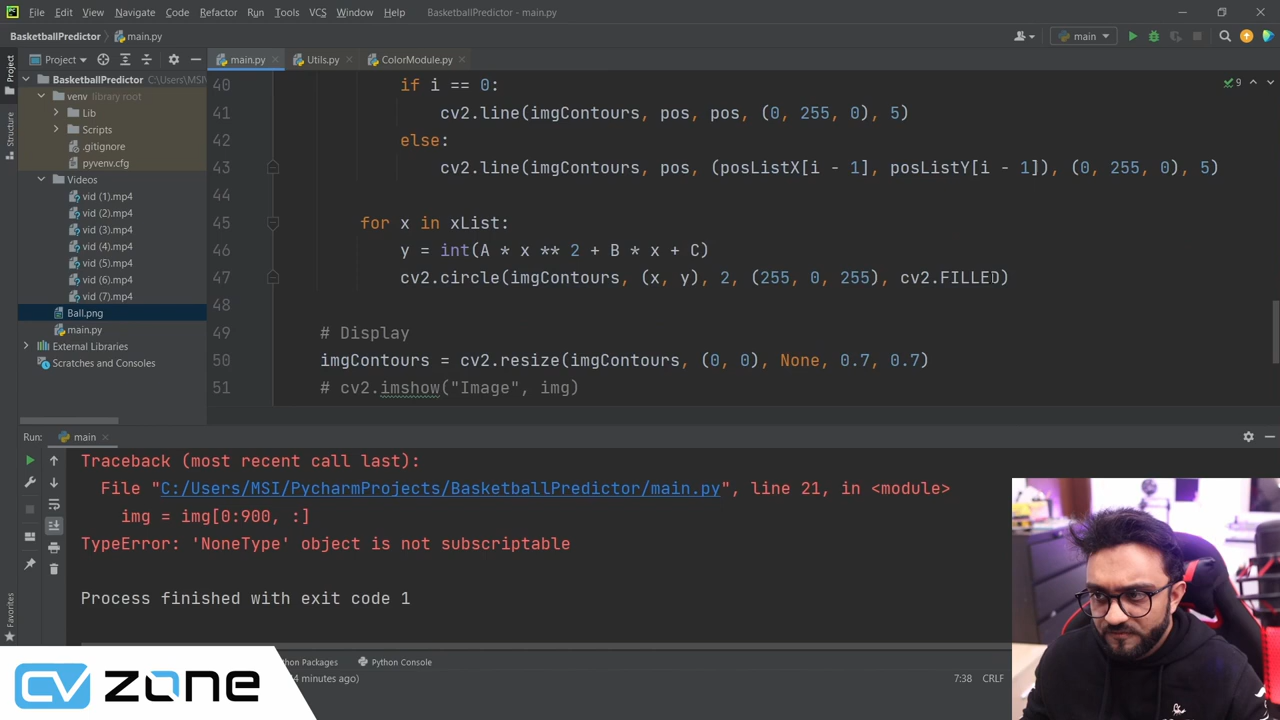 File Edit View Navigate Code Refactor Run Tools VCS Window Help BasketballPredictor - main.py
BasketballPredictor main.py main
Project main.py Utils.py ColorModule.py
Project
BasketballPredictor C:\Users\MSI
venv library root
Lib
Scripts
.gitignore
pyvenv.cfg
Videos
vid (1).mp4
vid (2).mp4
vid (3).mp4
vid (4).mp4
vid (5).mp4
vid (6).mp4
vid (7).mp4
Ball.png
main.py
External Libraries
Scratches and Consoles
Structure
Favorites
9
40 if i == 0:
41 cv2.line(imgContours, pos, pos, (0, 255, 0), 5)
42 else:
43 cv2.line(imgContours, pos, (posListX[i - 1], posListY[i - 1]), (0, 255, 0), 5)
44
45 for x in xList:
46 y = int(A * x ** 2 + B * x + C)
47 cv2.circle(imgContours, (x, y), 2, (255, 0, 255), cv2.FILLED)
48
49 # Display
50 imgContours = cv2.resize(imgContours, (0, 0), None, 0.7, 0.7)
51 # cv2.imshow("Image", img)
Run: main
Traceback (most recent call last):
File "C:/Users/MSI/PycharmProjects/BasketballPredictor/main.py", line 21, in <module>
img = img[0:900, :]
TypeError: 'NoneType' object is not subscriptable
Process finished with exit code 1
Packages Python Console
4 minutes ago) 7:38 CRLF
CV ZONE